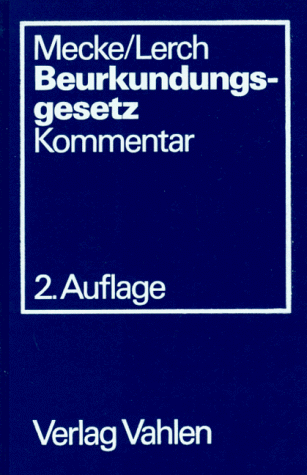 Mecke/Lerch
Beurkundungs-
gesetz
Kommentar
2. Auflage
Verlag Vahlen